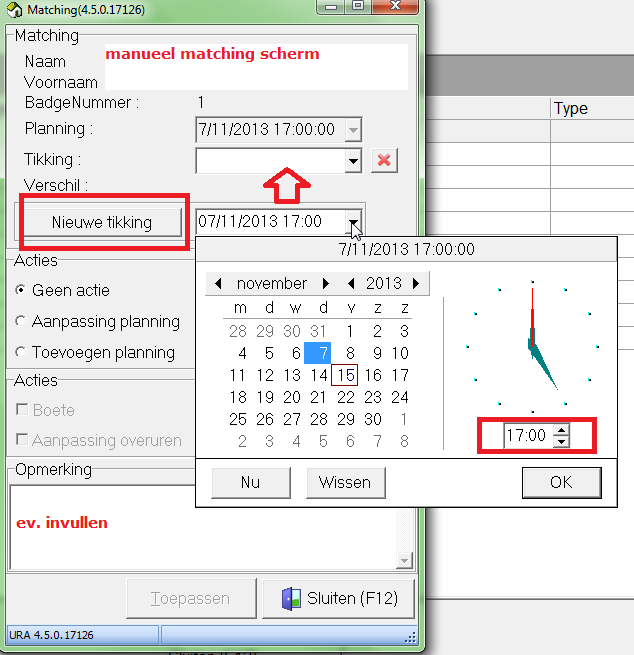 Matching(4.5.0.17126)
Matching
Naam
manueel matching scherm
Voornaam
BadgeNummer : 1
Planning : 7/11/2013 17:00:00
Tikking :
Verschil :
Nieuwe tikking 07/11/2013 17:00
Type
7/11/2013 17:00:00
november 2013
m d w d v z z
28 29 30 31 1 2 3
4 5 6 7 8 9 10
11 12 13 14 15 16 17
18 19 20 21 22 23 24
25 26 27 28 29 30 1
2 3 4 5 6 7 8
17:00
Nu Wissen OK
Acties
Geen actie
Aanpassing planning
Toevoegen planning
Acties
Boete
Aanpassing overuren
Opmerking
ev. invullen
Toepassen Sluiten (F12)
URA 4.5.0.17126